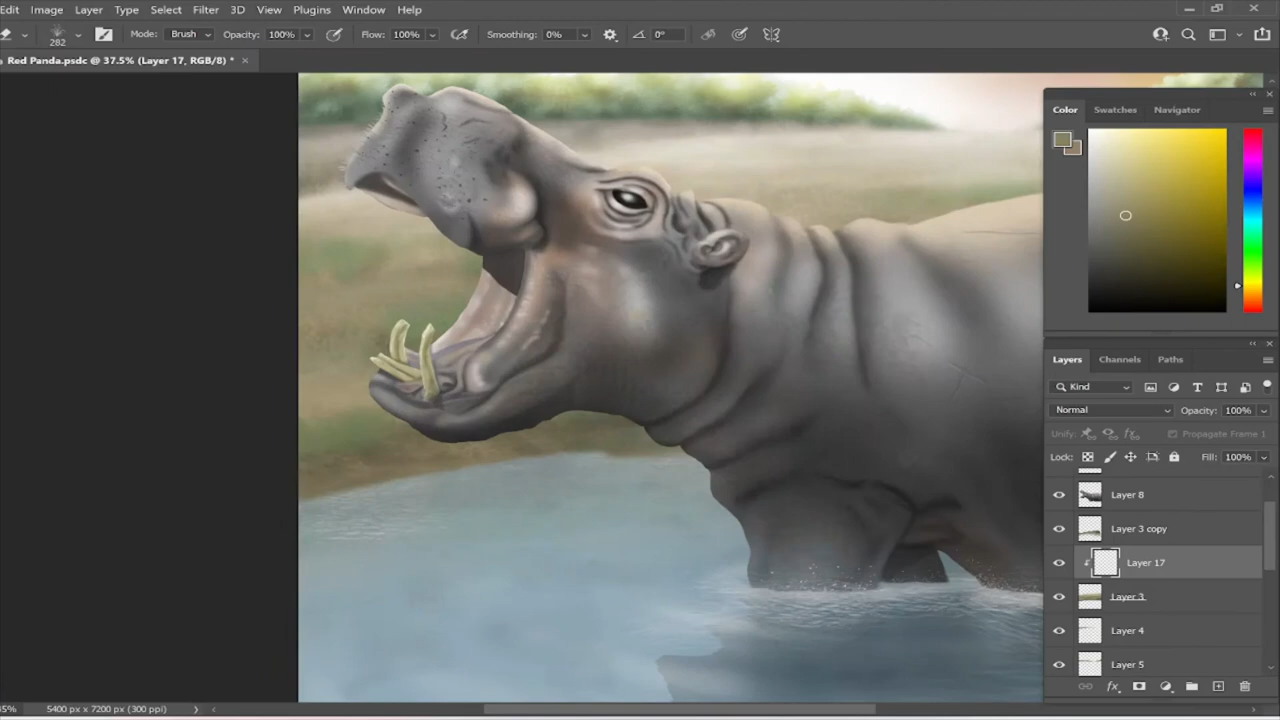 Edit Image Layer Type Select Filter 3D View Plugins Window Help
282 Mode: Brush Opacity: 100% Flow: 100% Smoothing: 0% 0°
Red Panda.psdc @ 37.5% (Layer 17, RGB/8) *
Color Swatches Navigator
Layers Channels Paths
Kind
Normal Opacity: 100%
Unify: Propagate Frame 1
Lock: Fill: 100%
Layer 8
Layer 3 copy
Layer 17
Layer 3
Layer 4
Layer 5
5400 px x 7200 px (300 ppi)